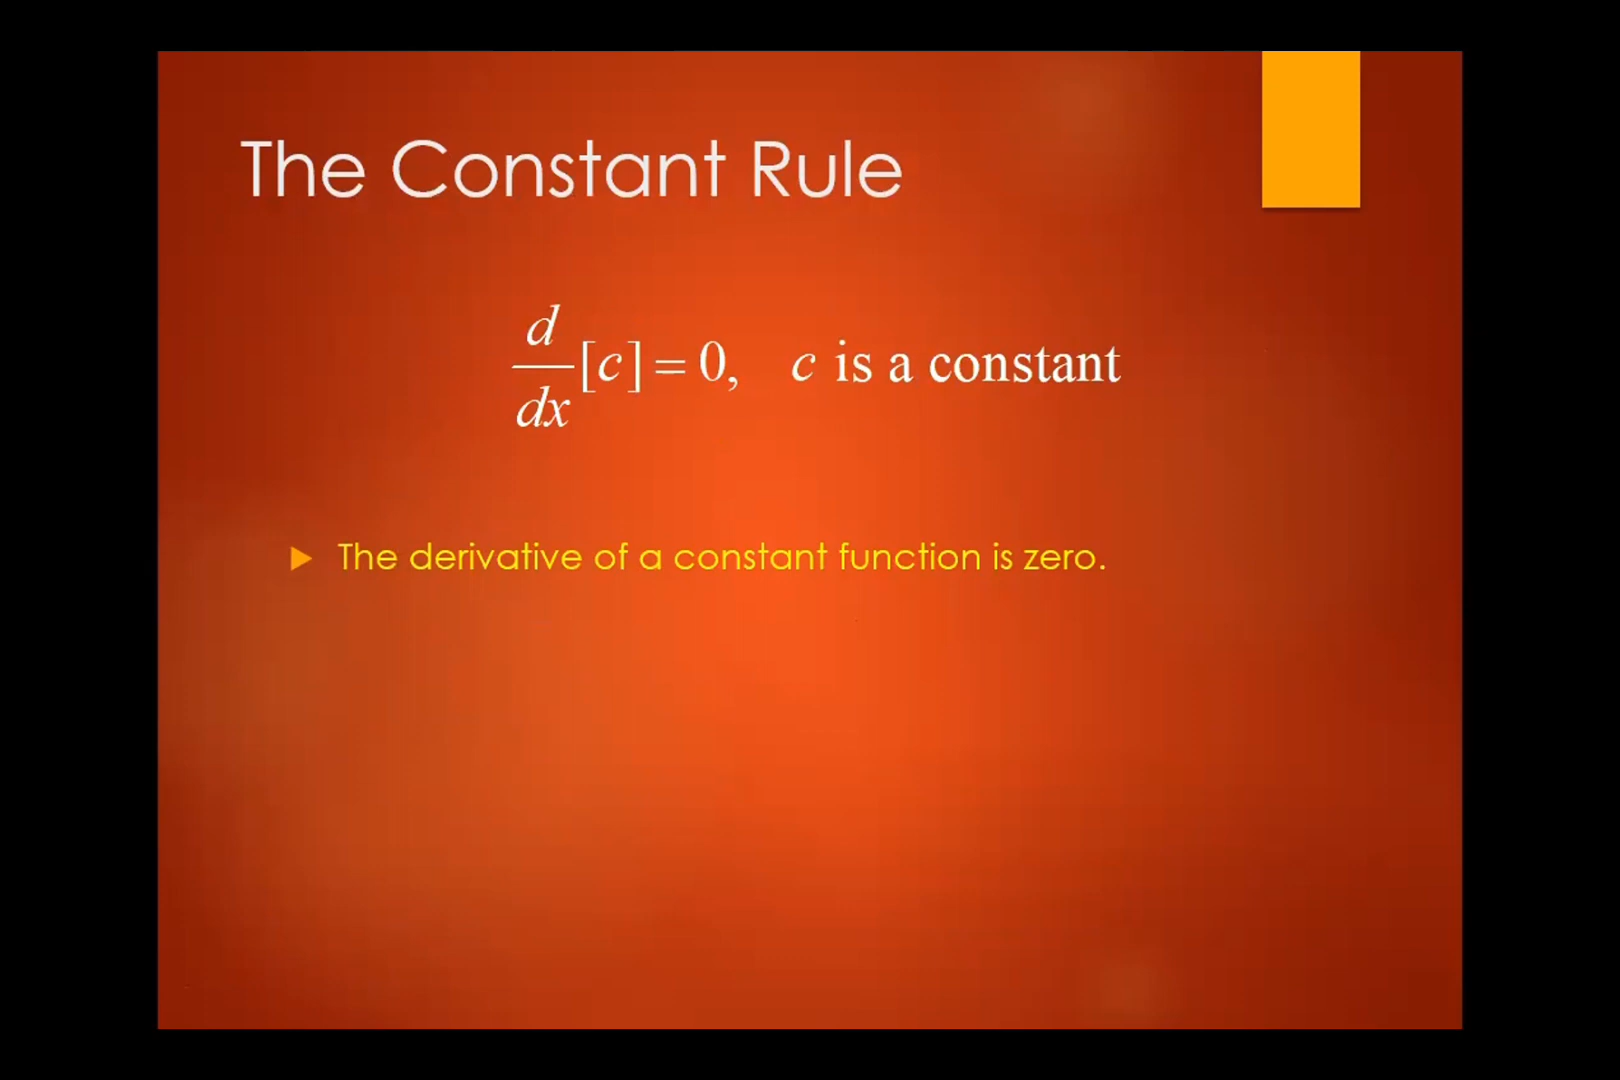 The Constant Rule
d/dx [c] = 0, c is a constant
The derivative of a constant function is zero.